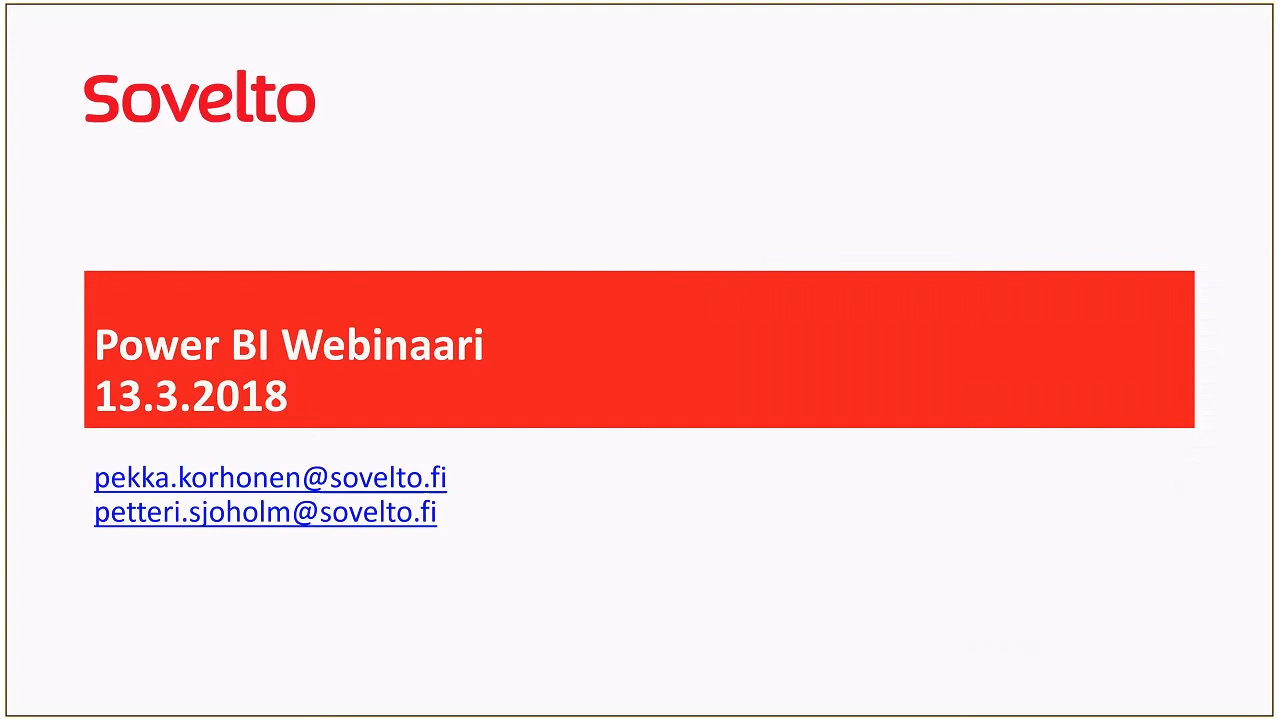 Sovelto
Power BI Webinaari
13.3.2018
pekka.korhonen@sovelto.fi
petteri.sjoholm@sovelto.fi